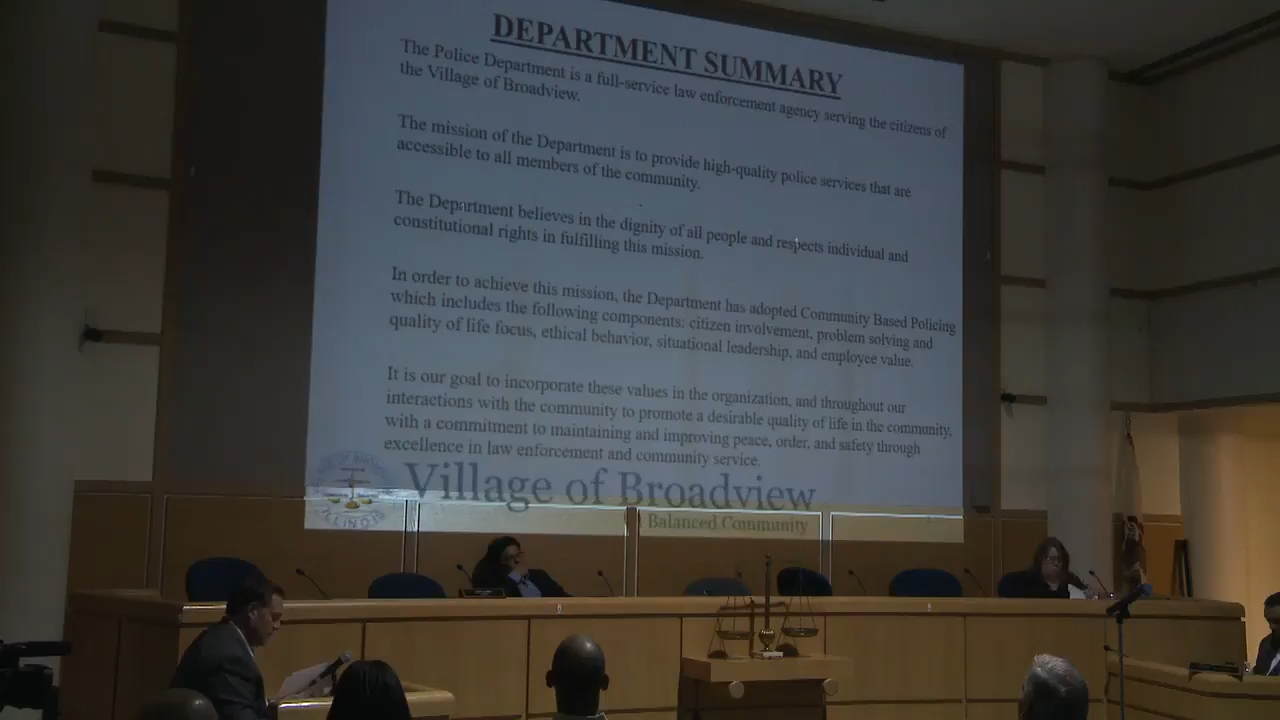 DEPARTMENT SUMMARY
The Police Department is a full-service law enforcement agency serving the citizens of
the Village of Broadview.
The mission of the Department is to provide high-quality police services that are
accessible to all members of the community.
The Department believes in the dignity of all people and respects individual and
constitutional rights in fulfilling this mission.
In order to achieve this mission, the Department has adopted Community Based Policing
which includes the following components: citizen involvement, problem solving and
quality of life focus, ethical behavior, situational leadership, and employee value.
It is our goal to incorporate these values in the organization, and throughout our
interactions with the community to promote a desirable quality of life in the community,
with a commitment to maintaining and improving peace, order, and safety through
excellence in law enforcement and community service.
Village of Broadview
Balanced Community
ILLINOIS